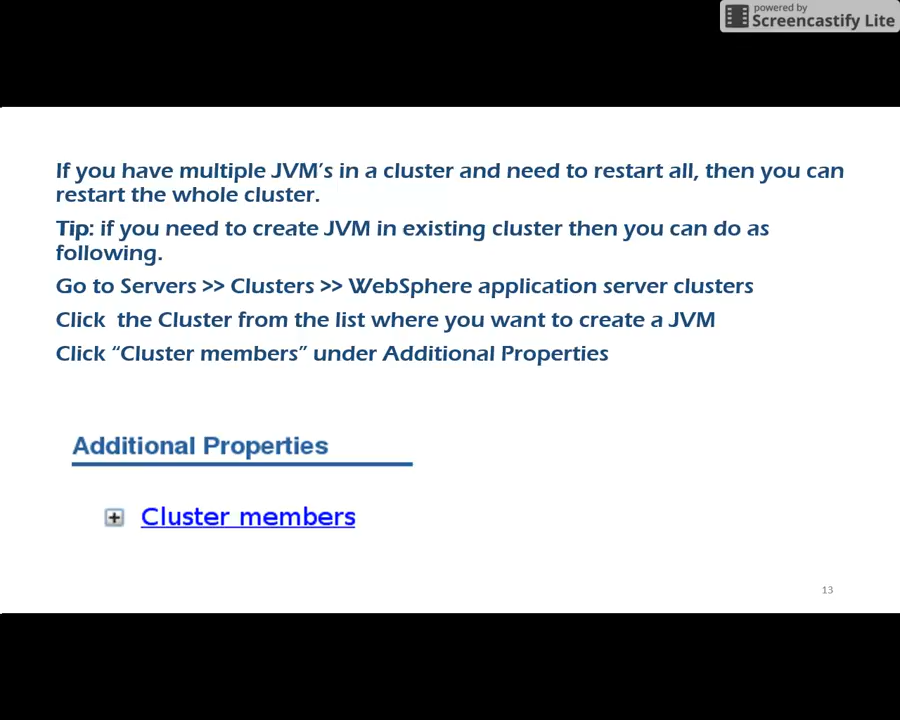 powered by
Screencastify Lite
If you have multiple JVM's in a cluster and need to restart all, then you can
restart the whole cluster.
Tip: if you need to create JVM in existing cluster then you can do as
following.
Go to Servers >> Clusters >> WebSphere application server clusters
Click  the Cluster from the list where you want to create a JVM
Click “Cluster members” under Additional Properties
Additional Properties
Cluster members
13